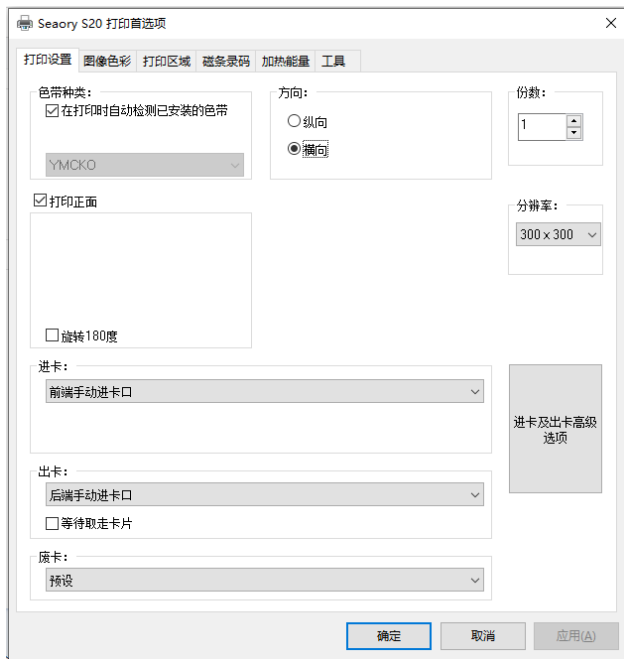 Seaory S20 打印首选项
打印设置 图像色彩 打印区域 磁条录码 加热能量 工具
色带种类：
在打印时自动检测已安装的色带
YMCKO
方向：
纵向
横向
份数：
1
打印正面
旋转180度
分辨率：
300 x 300
进卡：
前端手动进卡口
进卡及出卡高级
选项
出卡：
后端手动进卡口
等待取走卡片
废卡：
预设
确定 取消 应用(A)